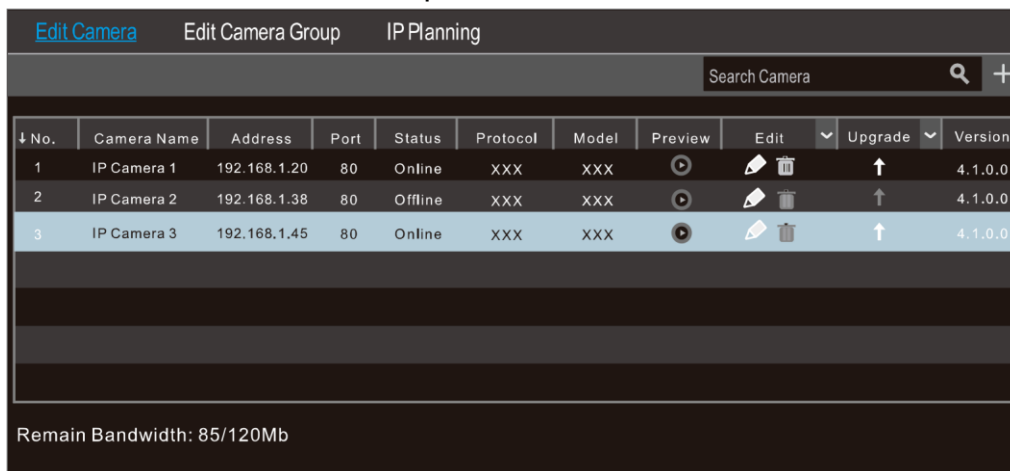 Edit Camera Edit Camera Group IP Planning
Search Camera
No. Camera Name Address Port Status Protocol Model Preview Edit Upgrade Version
1 IP Camera 1 192.168.1.20 80 Online XXX XXX 4.1.0.0
2 IP Camera 2 192.168.1.38 80 Offline XXX XXX 4.1.0.0
3 IP Camera 3 192.168.1.45 80 Online XXX XXX 4.1.0.0
Remain Bandwidth: 85/120Mb